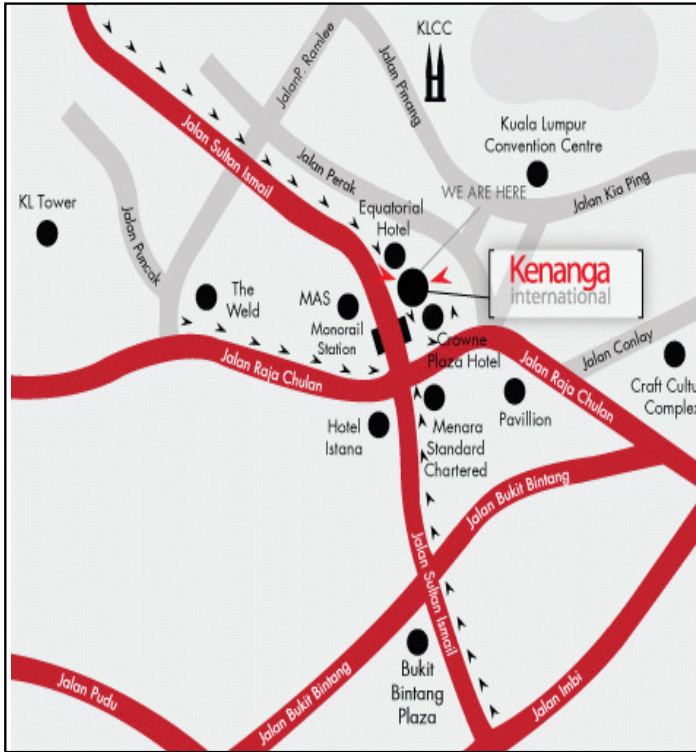 KLCC
JalanP. Ramlee
Jalan Pinang
Kuala Lumpur
Convention Centre
Jalan Sultan Ismail
Jalan Perak
WE ARE HERE
Jalan Kia Ping
KL Tower
Jalan Puncak
Equatorial
Hotel
Kenanga
international
The
Weld
MAS
Monorail
Station
Crowne
Plaza Hotel
Jalan Conlay
Jalan Raja Chulan
Jalan Raja Chulan
Craft Cultu
Complex
Hotel
Istana
Menara
Standard
Chartered
Pavillion
Jalan Bukit Bintang
Jalan Sultan Ismail
Bukit
Bintang
Plaza
Jalan Pudu
Jalan Bukit Bintang
Jalan Imbi